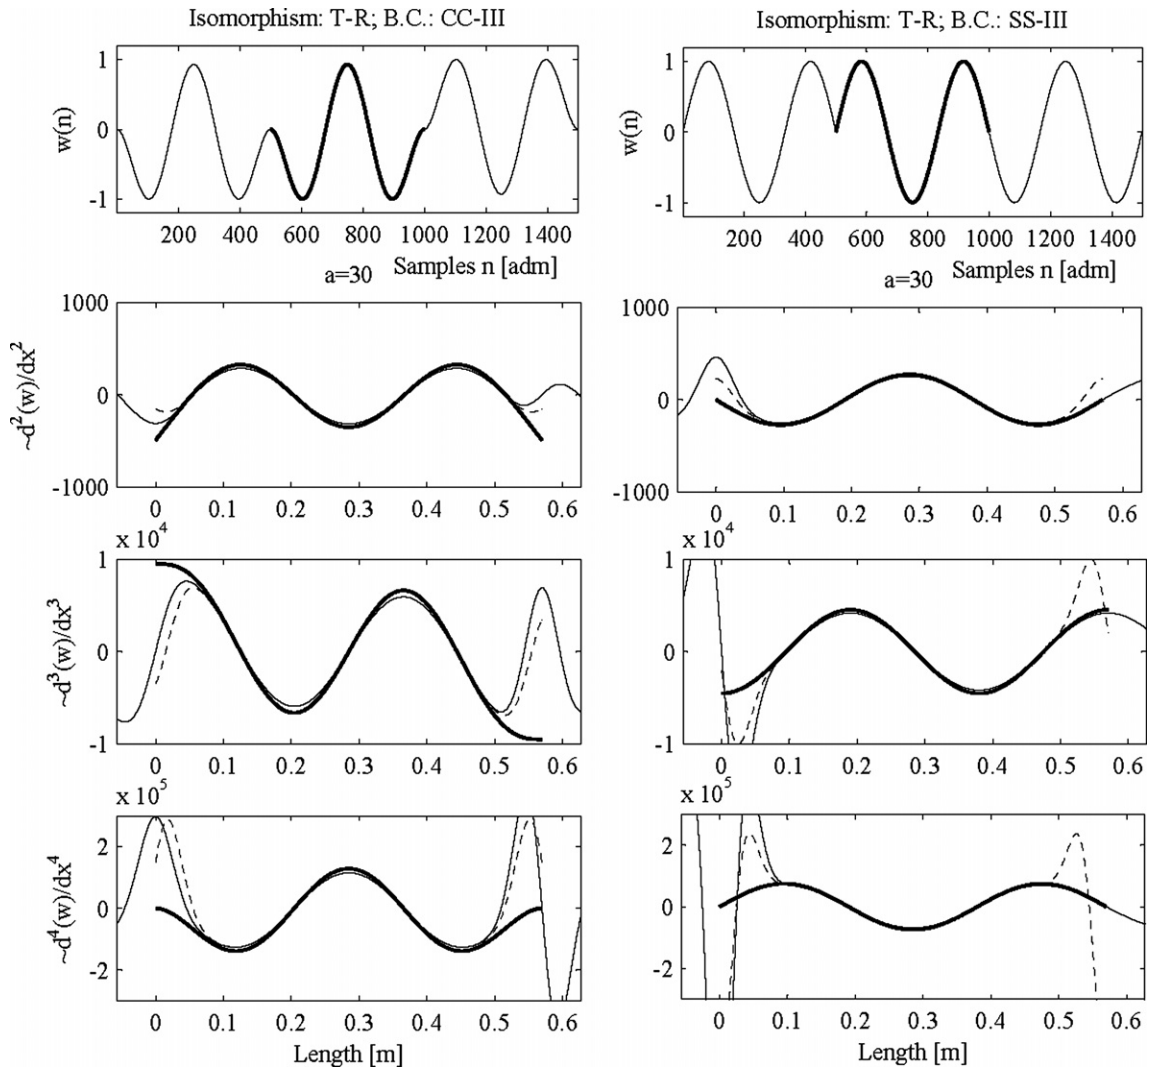 Isomorphism: T-R; B.C.: CC-III
1
0
-1
w(n)
200 400 600 800 1000 1200 1400
Samples n [adm]
a=30
1000
0
-1000
~d²(w)/dx²
0 0.1 0.2 0.3 0.4 0.5 0.6
x 10⁴
1
0
-1
~d³(w)/dx³
0 0.1 0.2 0.3 0.4 0.5 0.6
x 10⁵
2
0
-2
~d⁴(w)/dx⁴
0 0.1 0.2 0.3 0.4 0.5 0.6
Length [m]
Isomorphism: T-R; B.C.: SS-III
1
0
-1
w(n)
200 400 600 800 1000 1200 1400
Samples n [adm]
a=30
1000
0
-1000
0 0.1 0.2 0.3 0.4 0.5 0.6
x 10⁴
1
0
-1
0 0.1 0.2 0.3 0.4 0.5 0.6
x 10⁵
2
0
-2
0 0.1 0.2 0.3 0.4 0.5 0.6
Length [m]